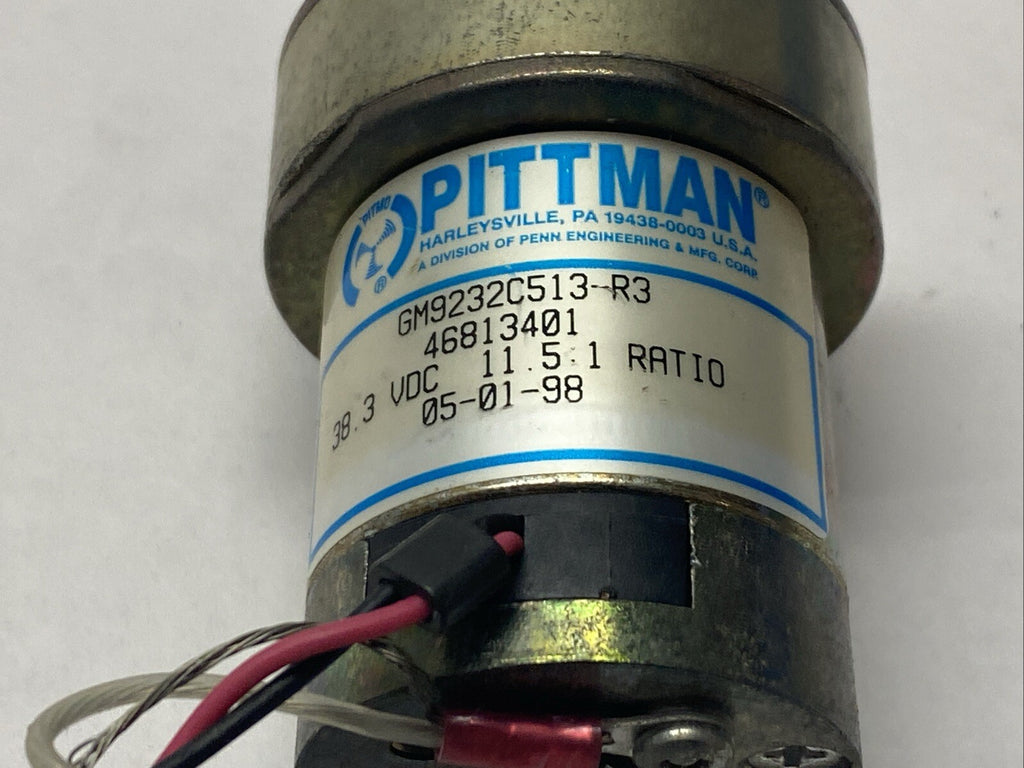 PITTMAN®
PITMO
®
HARLEYSVILLE, PA 19438-0003 U.S.A.
A DIVISION OF PENN ENGINEERING & MFG. CORP.
GM9232C513-R3
46813401
38.3 VDC 11.5:1 RATIO
05-01-98